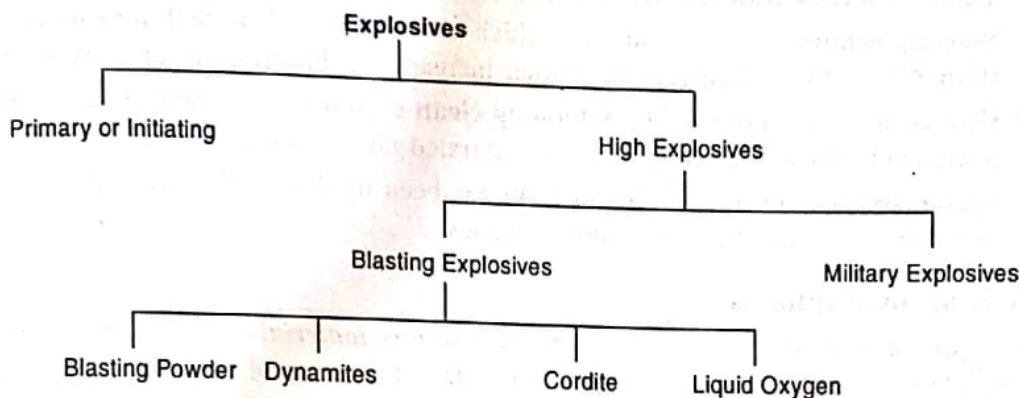 Explosives
Primary or Initiating
High Explosives
Blasting Explosives
Military Explosives
Blasting Powder Dynamites Cordite Liquid Oxygen